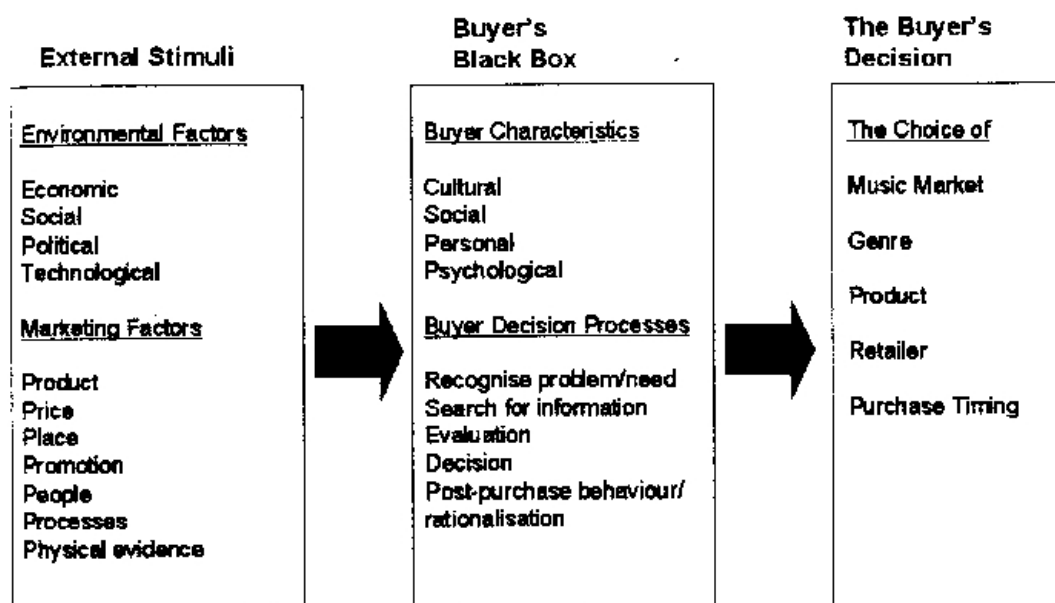 External Stimuli
Environmental Factors
Economic
Social
Political
Technological
Marketing Factors
Product
Price
Place
Promotion
People
Processes
Physical evidence
Buyer's
Black Box
Buyer Characteristics
Cultural
Social
Personal
Psychological
Buyer Decision Processes
Recognise problem/need
Search for information
Evaluation
Decision
Post-purchase behaviour/
rationalisation
The Buyer's
Decision
The Choice of
Music Market
Genre
Product
Retailer
Purchase Timing